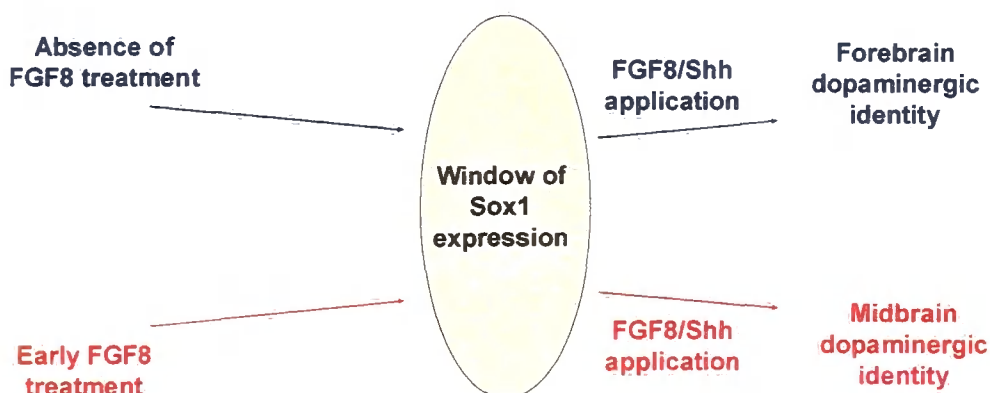 Absence of
FGF8 treatment
FGF8/Shh
application
Forebrain
dopaminergic
identity
Window of
Sox1
expression
Early FGF8
treatment
FGF8/Shh
application
Midbrain
dopaminergic
identity